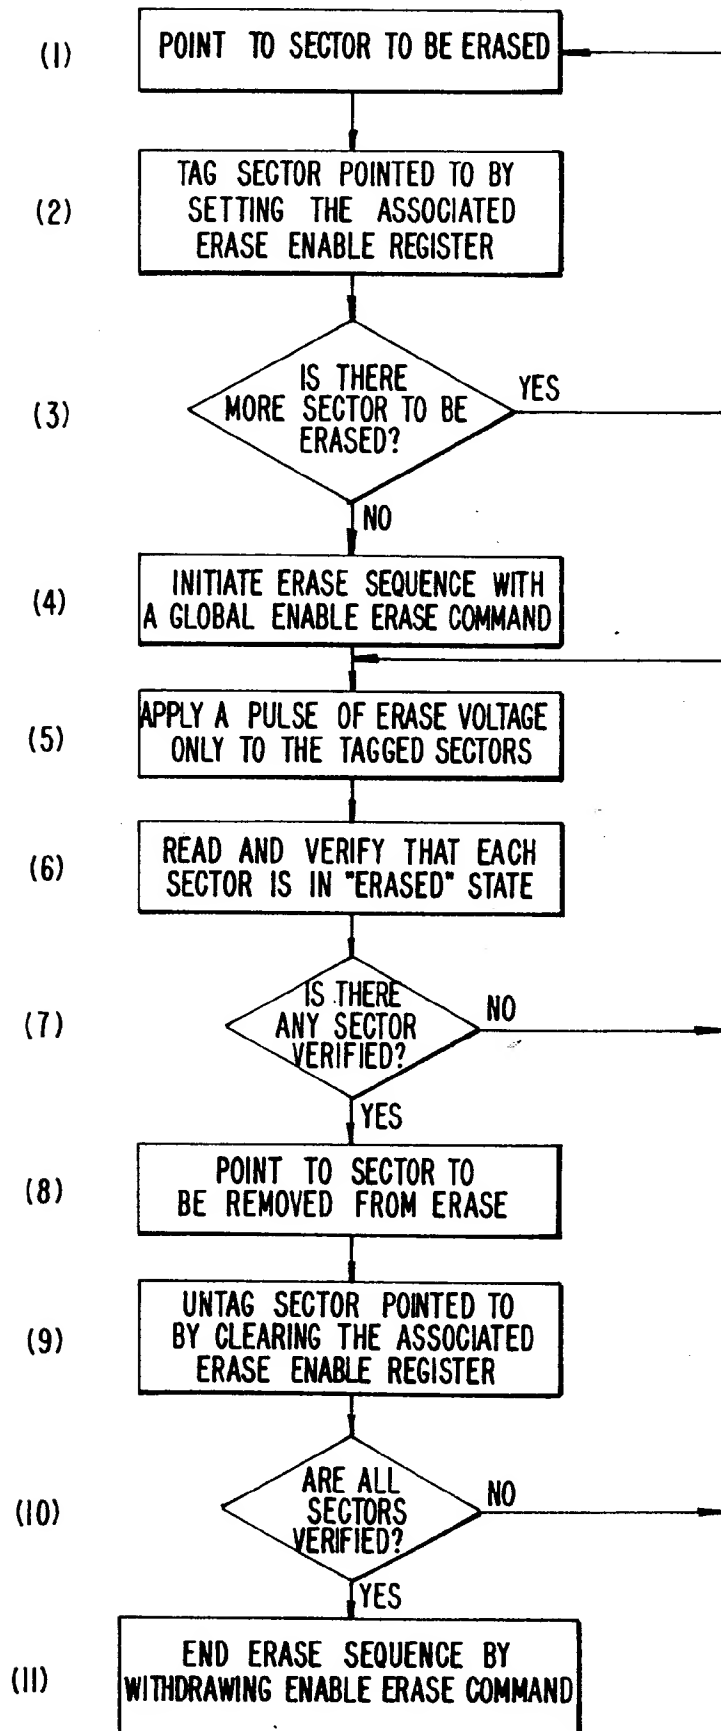 (1)
POINT TO SECTOR TO BE ERASED
(2)
TAG SECTOR POINTED TO BY
SETTING THE ASSOCIATED
ERASE ENABLE REGISTER
(3)
IS THERE
MORE SECTOR TO BE
ERASED?
YES
NO
(4)
INITIATE ERASE SEQUENCE WITH
A GLOBAL ENABLE ERASE COMMAND
(5)
APPLY A PULSE OF ERASE VOLTAGE
ONLY TO THE TAGGED SECTORS
(6)
READ AND VERIFY THAT EACH
SECTOR IS IN "ERASED" STATE
(7)
IS THERE
ANY SECTOR
VERIFIED?
NO
YES
(8)
POINT TO SECTOR TO
BE REMOVED FROM ERASE
(9)
UNTAG SECTOR POINTED TO
BY CLEARING THE ASSOCIATED
ERASE ENABLE REGISTER
(10)
ARE ALL
SECTORS
VERIFIED?
NO
YES
(11)
END ERASE SEQUENCE BY
WITHDRAWING ENABLE ERASE COMMAND